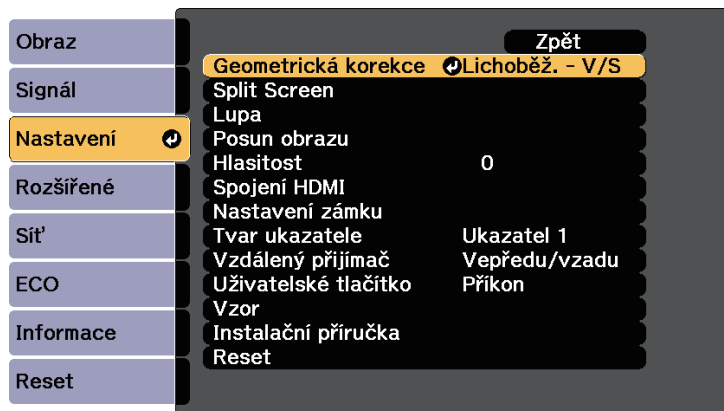 Obraz
Signál
Nastavení
Rozšířené
Síť
ECO
Informace
Reset
Zpět
Geometrická korekce Lichoběž. - V/S
Split Screen
Lupa
Posun obrazu
Hlasitost 0
Spojení HDMI
Nastavení zámku
Tvar ukazatele Ukazatel 1
Vzdálený přijímač Vepředu/vzadu
Uživatelské tlačítko Příkon
Vzor
Instalační příručka
Reset